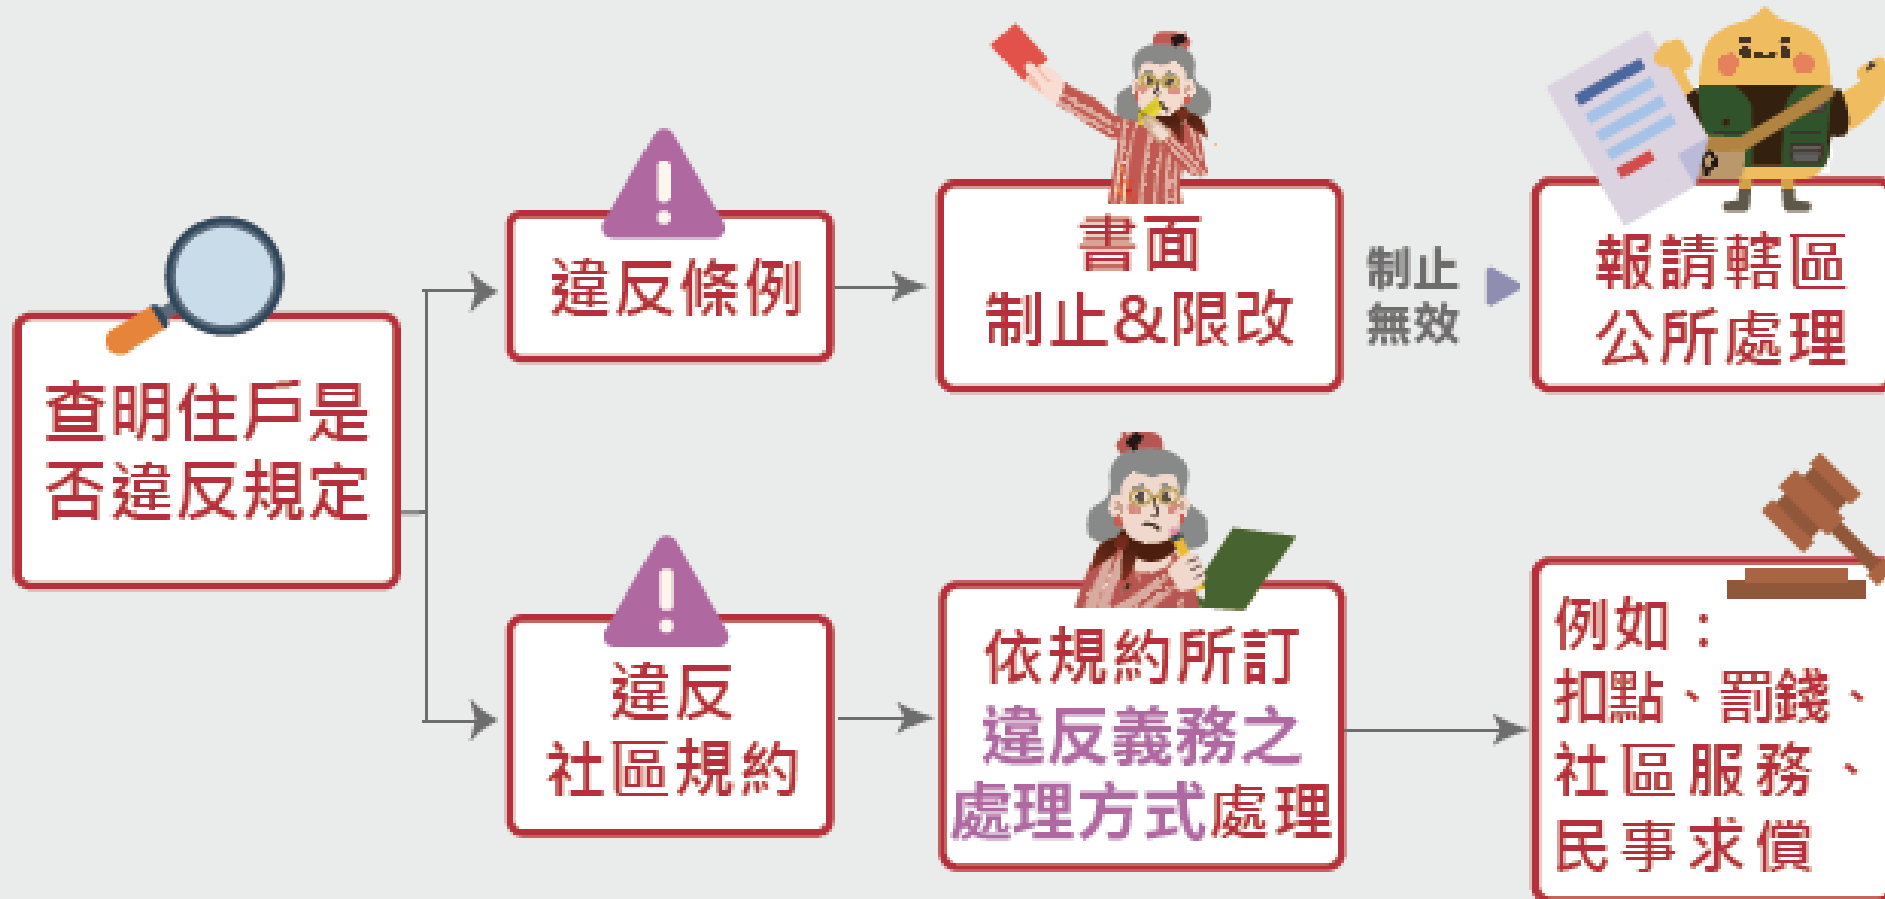 查明住戶是
否違反規定
違反條例
書面
制止&限改
制止
無效
報請轄區
公所處理
違反
社區規約
依規約所訂
違反義務之
處理方式處理
例如：
扣點、罰錢、
社區服務、
民事求償